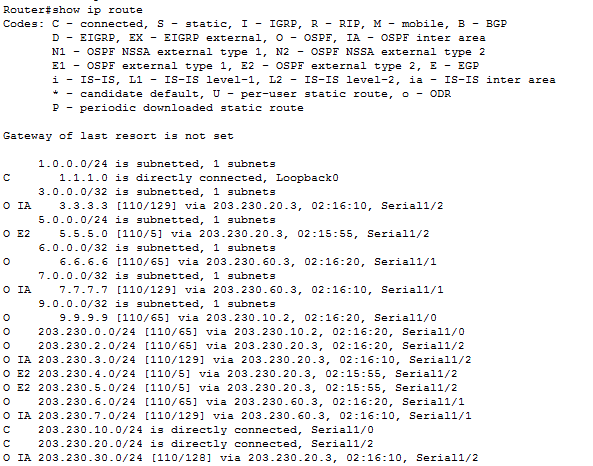 Router#show ip route
Codes: C - connected, S - static, I - IGRP, R - RIP, M - mobile, B - BGP
       D - EIGRP, EX - EIGRP external, O - OSPF, IA - OSPF inter area
       N1 - OSPF NSSA external type 1, N2 - OSPF NSSA external type 2
       E1 - OSPF external type 1, E2 - OSPF external type 2, E - EGP
       i - IS-IS, L1 - IS-IS level-1, L2 - IS-IS level-2, ia - IS-IS inter area
       * - candidate default, U - per-user static route, o - ODR
       P - periodic downloaded static route
Gateway of last resort is not set
     1.0.0.0/24 is subnetted, 1 subnets
C       1.1.1.0 is directly connected, Loopback0
     3.0.0.0/32 is subnetted, 1 subnets
O IA    3.3.3.3 [110/129] via 203.230.20.3, 02:16:10, Serial1/2
     5.0.0.0/24 is subnetted, 1 subnets
O E2    5.5.5.0 [110/5] via 203.230.20.3, 02:15:55, Serial1/2
     6.0.0.0/32 is subnetted, 1 subnets
O       6.6.6.6 [110/65] via 203.230.60.3, 02:16:20, Serial1/1
     7.0.0.0/32 is subnetted, 1 subnets
O IA    7.7.7.7 [110/129] via 203.230.60.3, 02:16:10, Serial1/1
     9.0.0.0/32 is subnetted, 1 subnets
O       9.9.9.9 [110/65] via 203.230.10.2, 02:16:20, Serial1/0
O    203.230.0.0/24 [110/65] via 203.230.10.2, 02:16:20, Serial1/0
O    203.230.2.0/24 [110/65] via 203.230.20.3, 02:16:20, Serial1/2
O IA 203.230.3.0/24 [110/129] via 203.230.20.3, 02:16:10, Serial1/2
O E2 203.230.4.0/24 [110/5] via 203.230.20.3, 02:15:55, Serial1/2
O E2 203.230.5.0/24 [110/5] via 203.230.20.3, 02:15:55, Serial1/2
O    203.230.6.0/24 [110/65] via 203.230.60.3, 02:16:20, Serial1/1
O IA 203.230.7.0/24 [110/129] via 203.230.60.3, 02:16:10, Serial1/1
C    203.230.10.0/24 is directly connected, Serial1/0
C    203.230.20.0/24 is directly connected, Serial1/2
O IA 203.230.30.0/24 [110/128] via 203.230.20.3, 02:16:10, Serial1/2